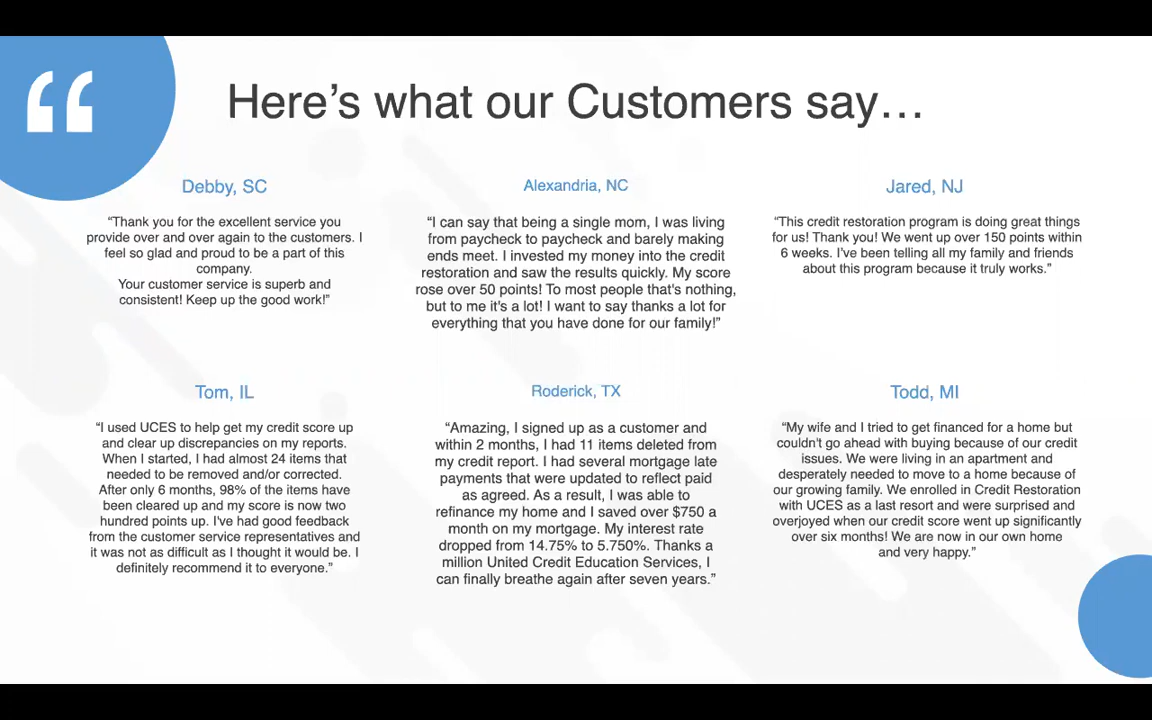 “
Here’s what our Customers say…
Debby, SC
“Thank you for the excellent service you
provide over and over again to the customers. I
feel so glad and proud to be a part of this
company.
Your customer service is superb and
consistent! Keep up the good work!”
Alexandria, NC
“I can say that being a single mom, I was living
from paycheck to paycheck and barely making
ends meet. I invested my money into the credit
restoration and saw the results quickly. My score
rose over 50 points! To most people that's nothing,
but to me it's a lot! I want to say thanks a lot for
everything that you have done for our family!”
Jared, NJ
“This credit restoration program is doing great things
for us! Thank you! We went up over 150 points within
6 weeks. I’ve been telling all my family and friends
about this program because it truly works.”
Tom, IL
“I used UCES to help get my credit score up
and clear up discrepancies on my reports.
When I started, I had almost 24 items that
needed to be removed and/or corrected.
After only 6 months, 98% of the items have
been cleared up and my score is now two
hundred points up. I've had good feedback
from the customer service representatives and
it was not as difficult as I thought it would be. I
definitely recommend it to everyone.”
Roderick, TX
“Amazing, I signed up as a customer and
within 2 months, I had 11 items deleted from
my credit report. I had several mortgage late
payments that were updated to reflect paid
as agreed. As a result, I was able to
refinance my home and I saved over $750 a
month on my mortgage. My interest rate
dropped from 14.75% to 5.750%. Thanks a
million United Credit Education Services, I
can finally breathe again after seven years.”
Todd, MI
“My wife and I tried to get financed for a home but
couldn't go ahead with buying because of our credit
issues. We were living in an apartment and
desperately needed to move to a home because of
our growing family. We enrolled in Credit Restoration
with UCES as a last resort and were surprised and
overjoyed when our credit score went up significantly
over six months! We are now in our own home
and very happy.”